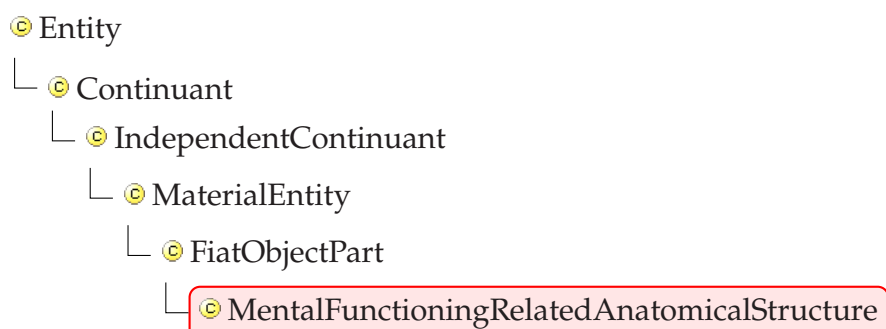 Entity
Continuant
IndependentContinuant
MaterialEntity
FiatObjectPart
MentalFunctioningRelatedAnatomicalStructure